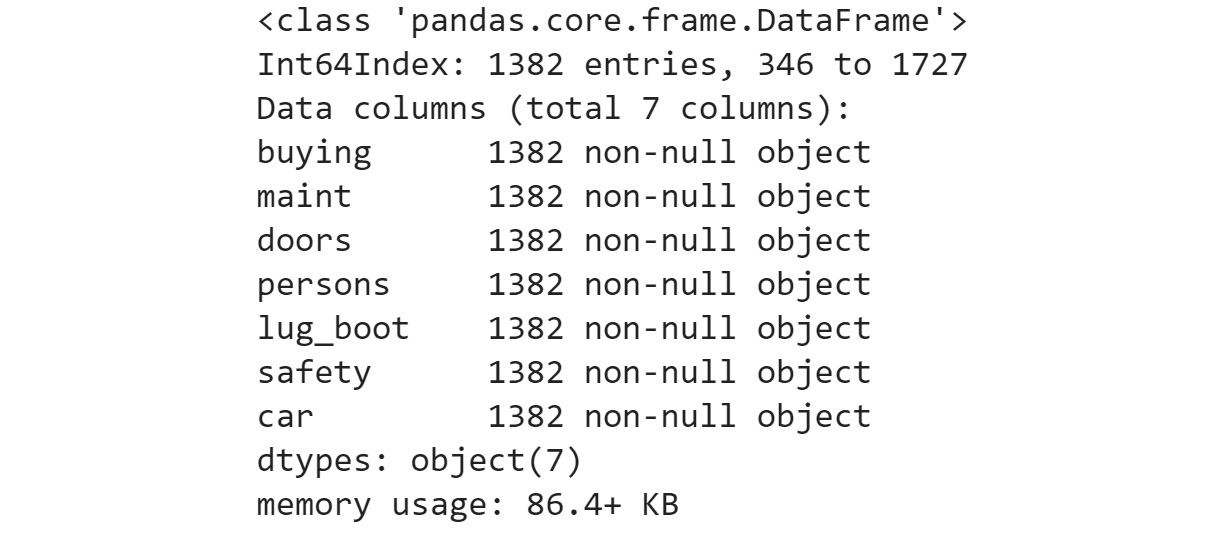 <class 'pandas.core.frame.DataFrame'>
Int64Index: 1382 entries, 346 to 1727
Data columns (total 7 columns):
buying      1382 non-null object
maint       1382 non-null object
doors       1382 non-null object
persons     1382 non-null object
lug_boot    1382 non-null object
safety      1382 non-null object
car         1382 non-null object
dtypes: object(7)
memory usage: 86.4+ KB